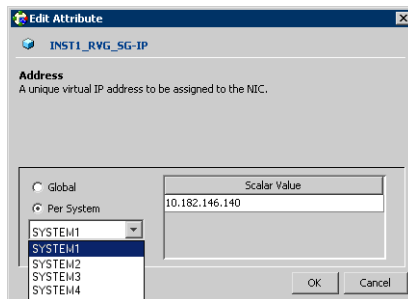 Edit Attribute
INST1_RVG_SG-IP
Address
A unique virtual IP address to be assigned to the NIC.
Global
Per System
SYSTEM1
SYSTEM1
SYSTEM2
SYSTEM3
SYSTEM4
Scalar Value
10.182.146.140
OK
Cancel